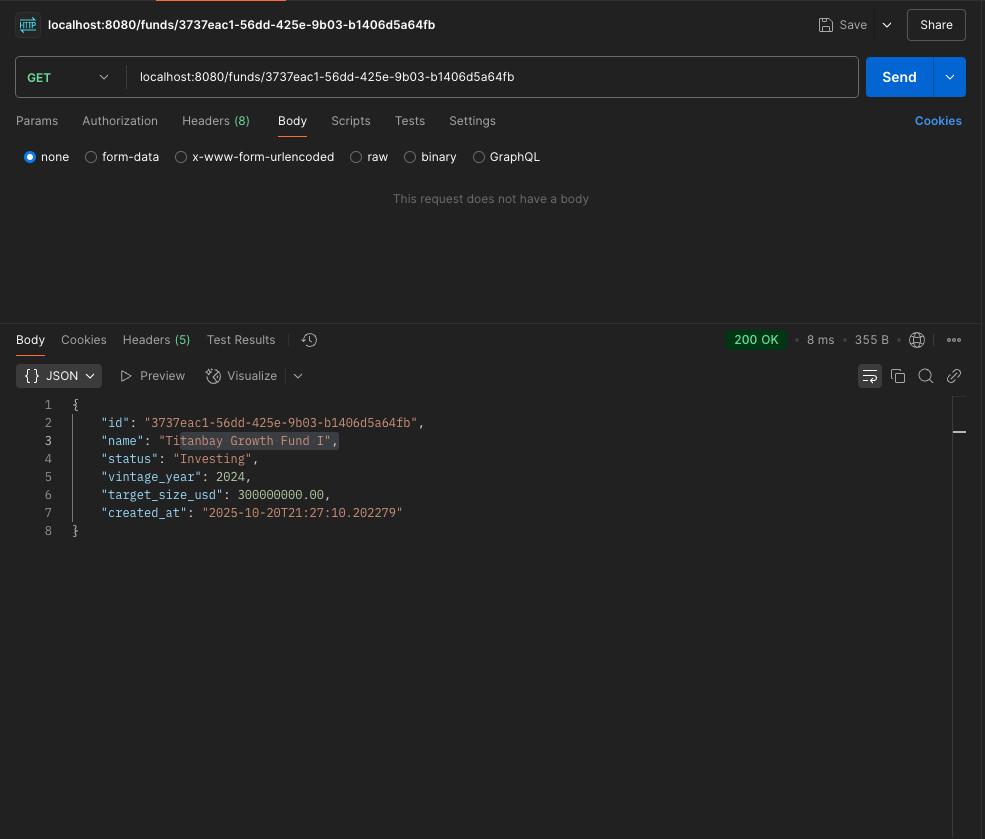 HTTP localhost:8080/funds/3737eac1-56dd-425e-9b03-b1406d5a64fb Save Share
GET localhost:8080/funds/3737eac1-56dd-425e-9b03-b1406d5a64fb Send
Params Authorization Headers (8) Body Scripts Tests Settings Cookies
none form-data x-www-form-urlencoded raw binary GraphQL
This request does not have a body
Body Cookies Headers (5) Test Results 200 OK • 8 ms • 355 B •
{} JSON Preview Visualize
1 {
2 "id": "3737eac1-56dd-425e-9b03-b1406d5a64fb",
3 "name": "Titanbay Growth Fund I",
4 "status": "Investing",
5 "vintage_year": 2024,
6 "target_size_usd": 300000000.00,
7 "created_at": "2025-10-20T21:27:10.202279"
8 }